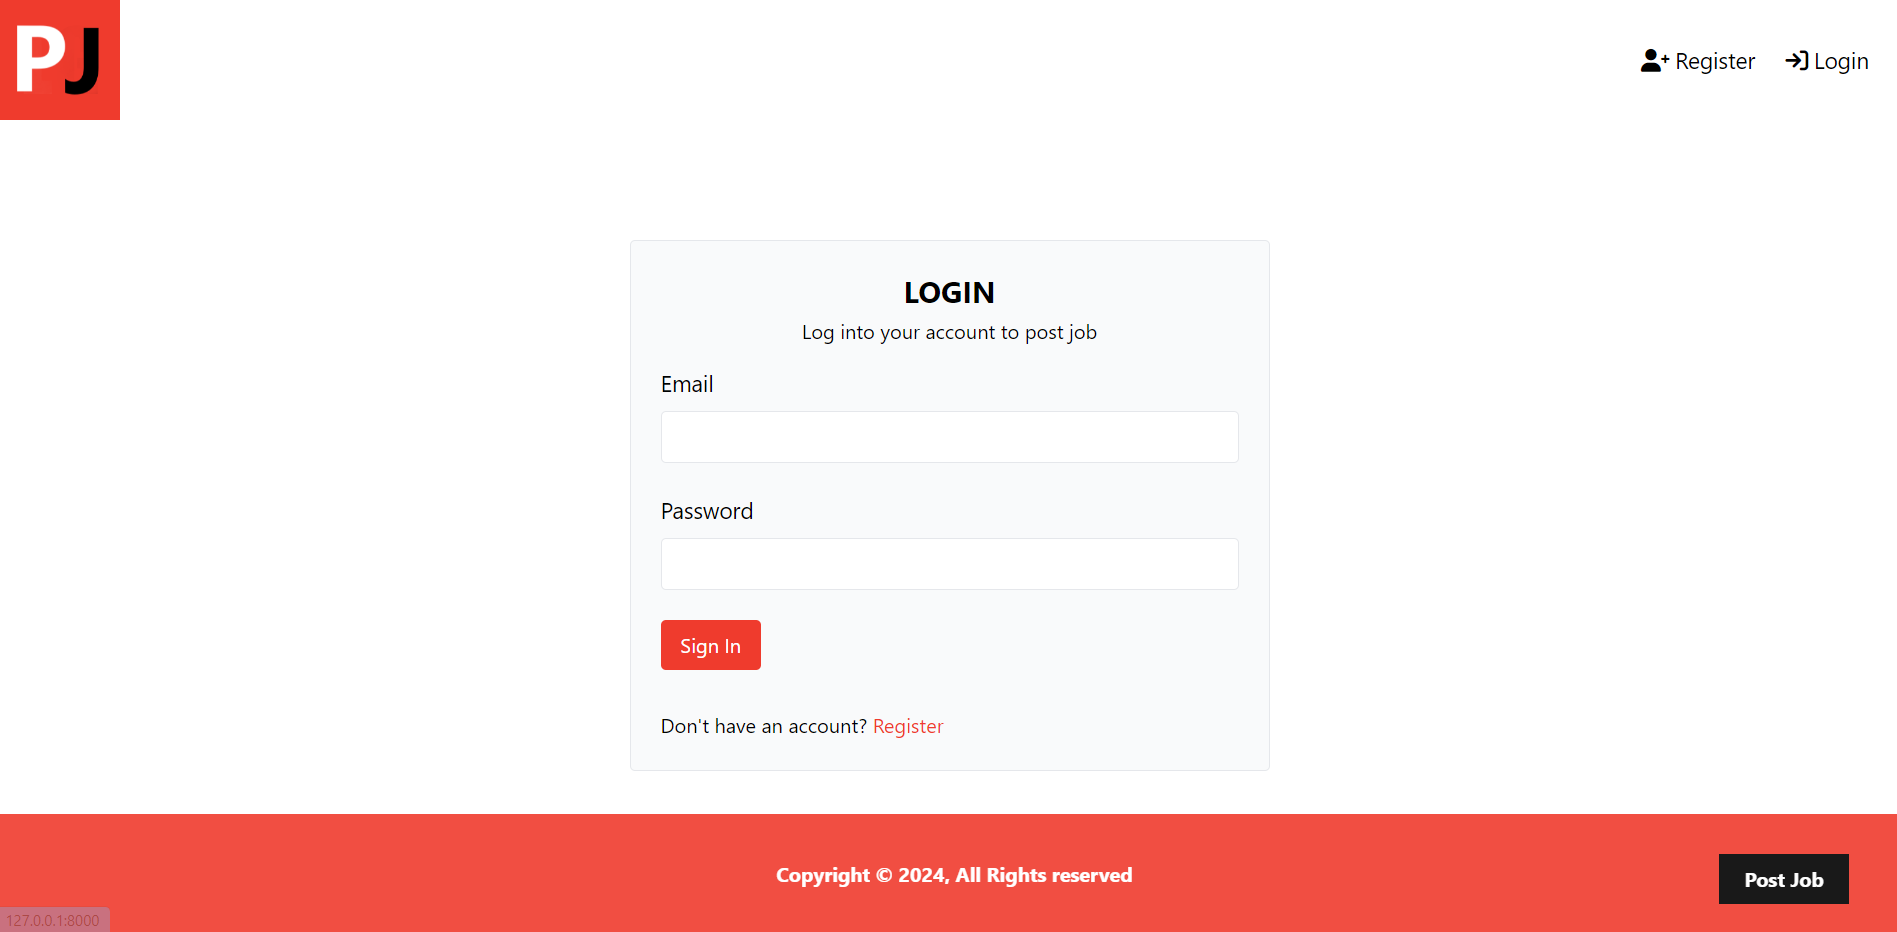 PJ
Register
Login
LOGIN
Log into your account to post job
Email
Password
Sign In
Don't have an account? Register
Copyright © 2024, All Rights reserved
Post Job
127.0.0.1:8000